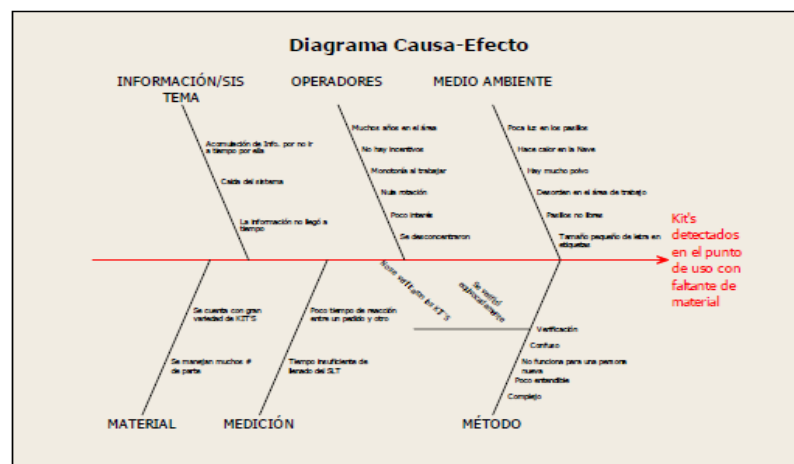 Diagrama Causa-Efecto
INFORMACIÓN/SIS
TEMA
OPERADORES
MEDIO AMBIENTE
Acomulación de Info. por no ir
a tiempo por ella
Caída del sistema
La información no llegó a
tiempo
Muchos años en el área
No hay incentivos
Monotonía al trabajar
Nula rotación
Poco interés
Se desconcentraron
Poca luz en los pasillos
Hace calor en la Nave
Hay mucho polvo
Desorden en el área de trabajo
Pasillos no libres
Tamaño pequeño de letra en
etiquetas
Kit's
detectados
en el punto
de uso con
faltante de
material
Se cuenta con gran
variedad de KIT'S
Se manejan muchos #
de parte
Poco tiempo de reacción
entre un pedido y otro
Tiempo insuficiente de
llenado del SLT
KIT'S
Se verificó
equivocadamente
Verificación
Confuso
No funciona para una persona
nueva
Poco entendible
Complejo
MATERIAL
MEDICIÓN
MÉTODO